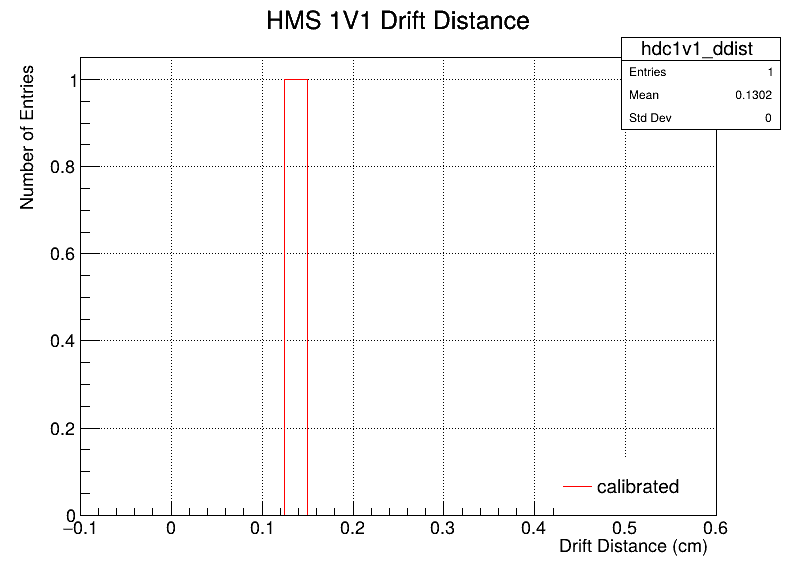 HMS 1V1 Drift Distance
hdc1v1_ddist
Entries 1
Mean 0.1302
Std Dev 0
Number of Entries
1
0.8
0.6
0.4
0.2
0
−0.1 0 0.1 0.2 0.3 0.4 0.5 0.6
Drift Distance (cm)
calibrated